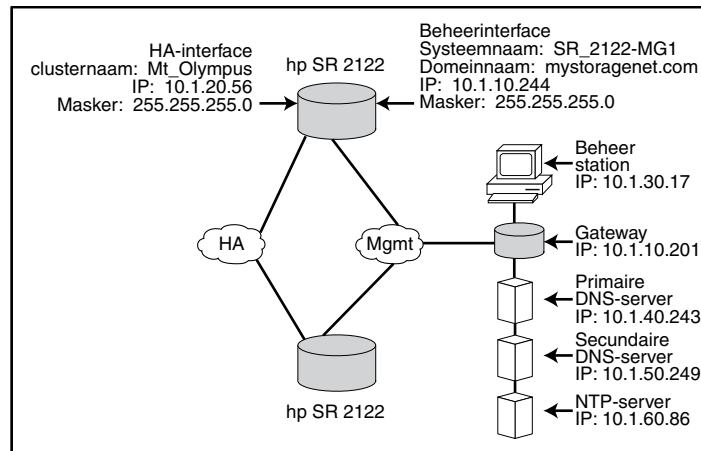 HA-interface
clusternaam: Mt_Olympus
IP: 10.1.20.56
Masker: 255.255.255.0
hp SR 2122
Beheerinterface
Systeemnaam: SR_2122-MG1
Domeinnaam: mystoragenet.com
IP: 10.1.10.244
Masker: 255.255.255.0
Beheer
station
IP: 10.1.30.17
HA
Mgmt
Gateway
IP: 10.1.10.201
Primaire
DNS-server
IP: 10.1.40.243
Secundaire
DNS-server
IP: 10.1.50.249
NTP-server
IP: 10.1.60.86
hp SR 2122